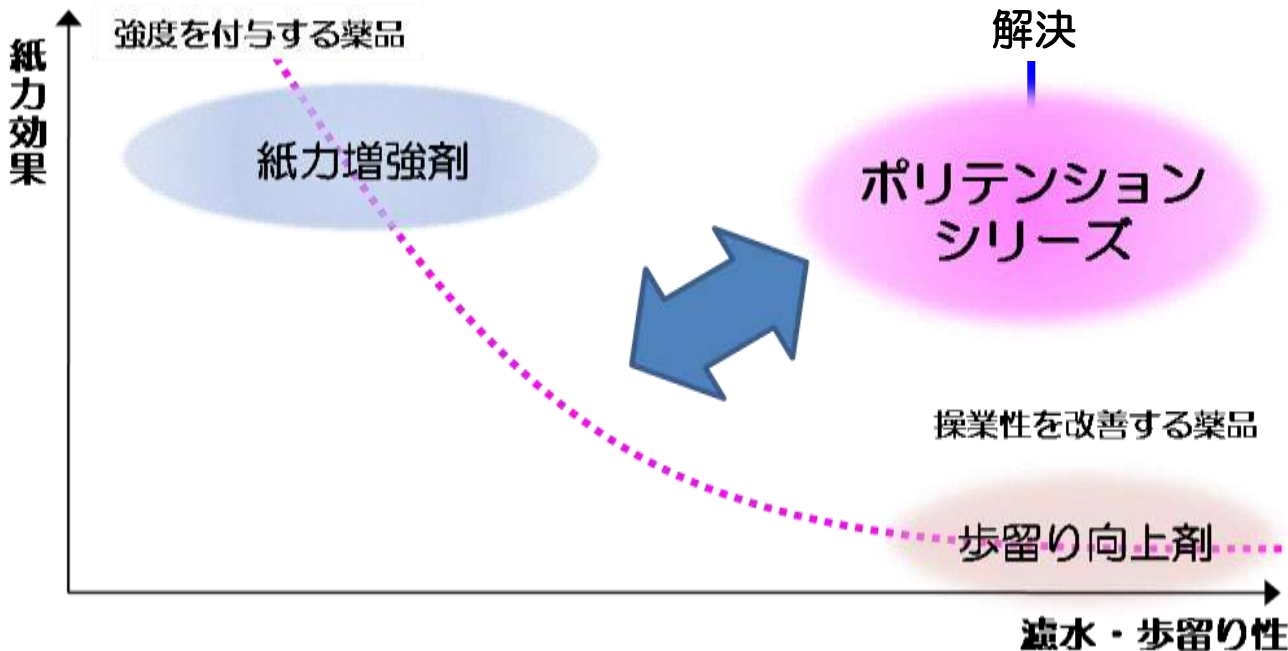 紙力効果
強度を付与する薬品
解決
紙力増強剤
ポリテンション
シリーズ
操業性を改善する薬品
歩留り向上剤
濾水・歩留り性